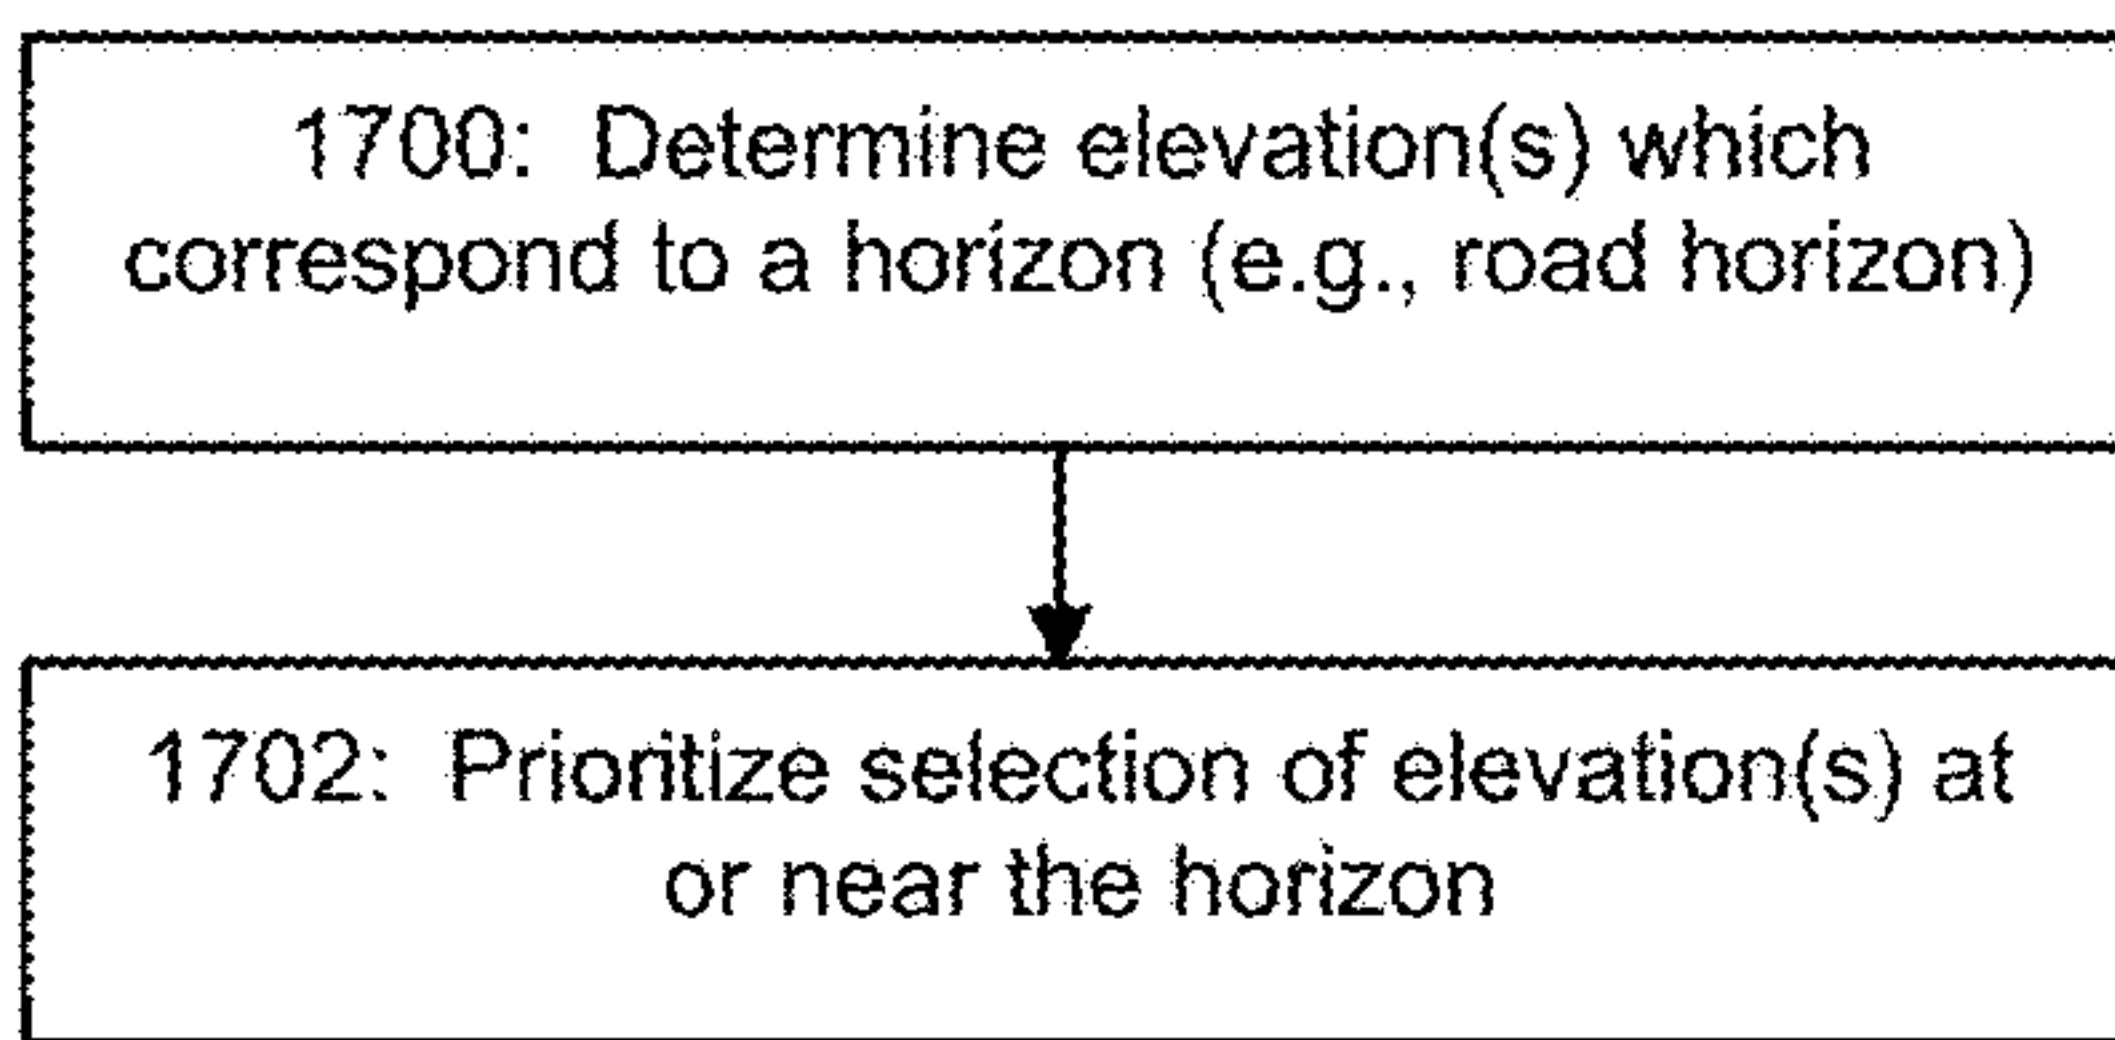 1700: Determine elevation(s) which
correspond to a horizon (e.g., road horizon)
1702: Prioritize selection of elevation(s) at
or near the horizon